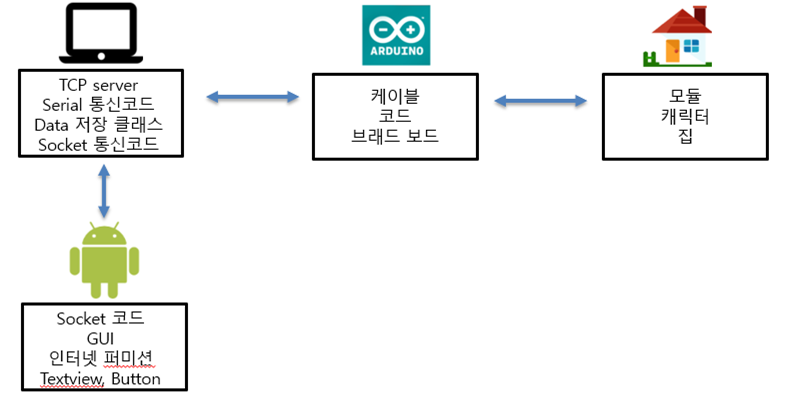 TCP server
Serial 통신코드
Data 저장 클래스
Socket 통신코드
ARDUINO
케이블
코드
브래드 보드
모듈
캐릭터
집
Socket 코드
GUI
인터넷 퍼미션
Textview, Button